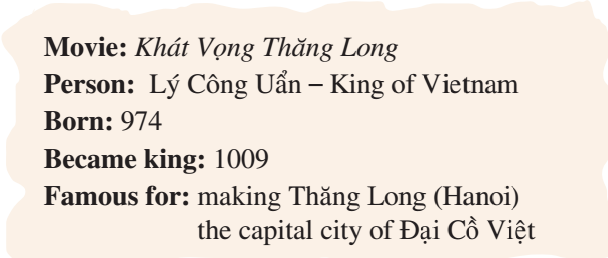 Movie: Khát Vọng Thăng Long
Person: Lý Công Uẩn – King of Vietnam
Born: 974
Became king: 1009
Famous for: making Thăng Long (Hanoi)
the capital city of Đại Cồ Việt